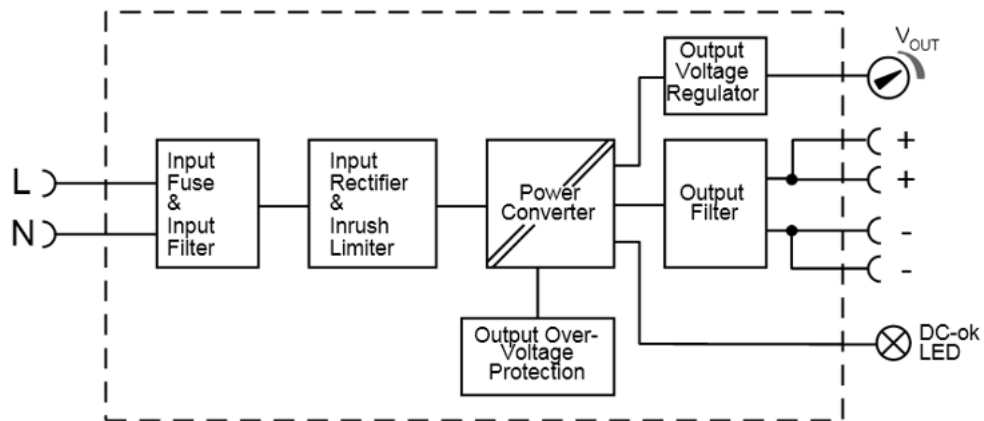 V OUT
Output
Voltage
Regulator
L
N
Input
Fuse
&
Input
Filter
Input
Rectifier
&
Inrush
Limiter
Power
Converter
Output
Filter
+
+
-
-
Output Over-
Voltage
Protection
DC-ok
LED